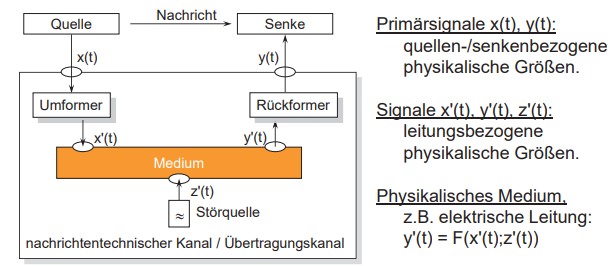 Quelle
Nachricht
Senke
x(t)
y(t)
Umformer
Rückformer
x'(t)
y'(t)
Medium
z'(t)
≈
Störquelle
nachrichtentechnischer Kanal / Übertragungskanal
Primärsignale x(t), y(t):
quellen-/senkenbezogene
physikalische Größen.
Signale x'(t), y'(t), z'(t):
leitungsbezogene
physikalische Größen.
Physikalisches Medium,
z.B. elektrische Leitung:
y'(t) = F(x'(t);z'(t))